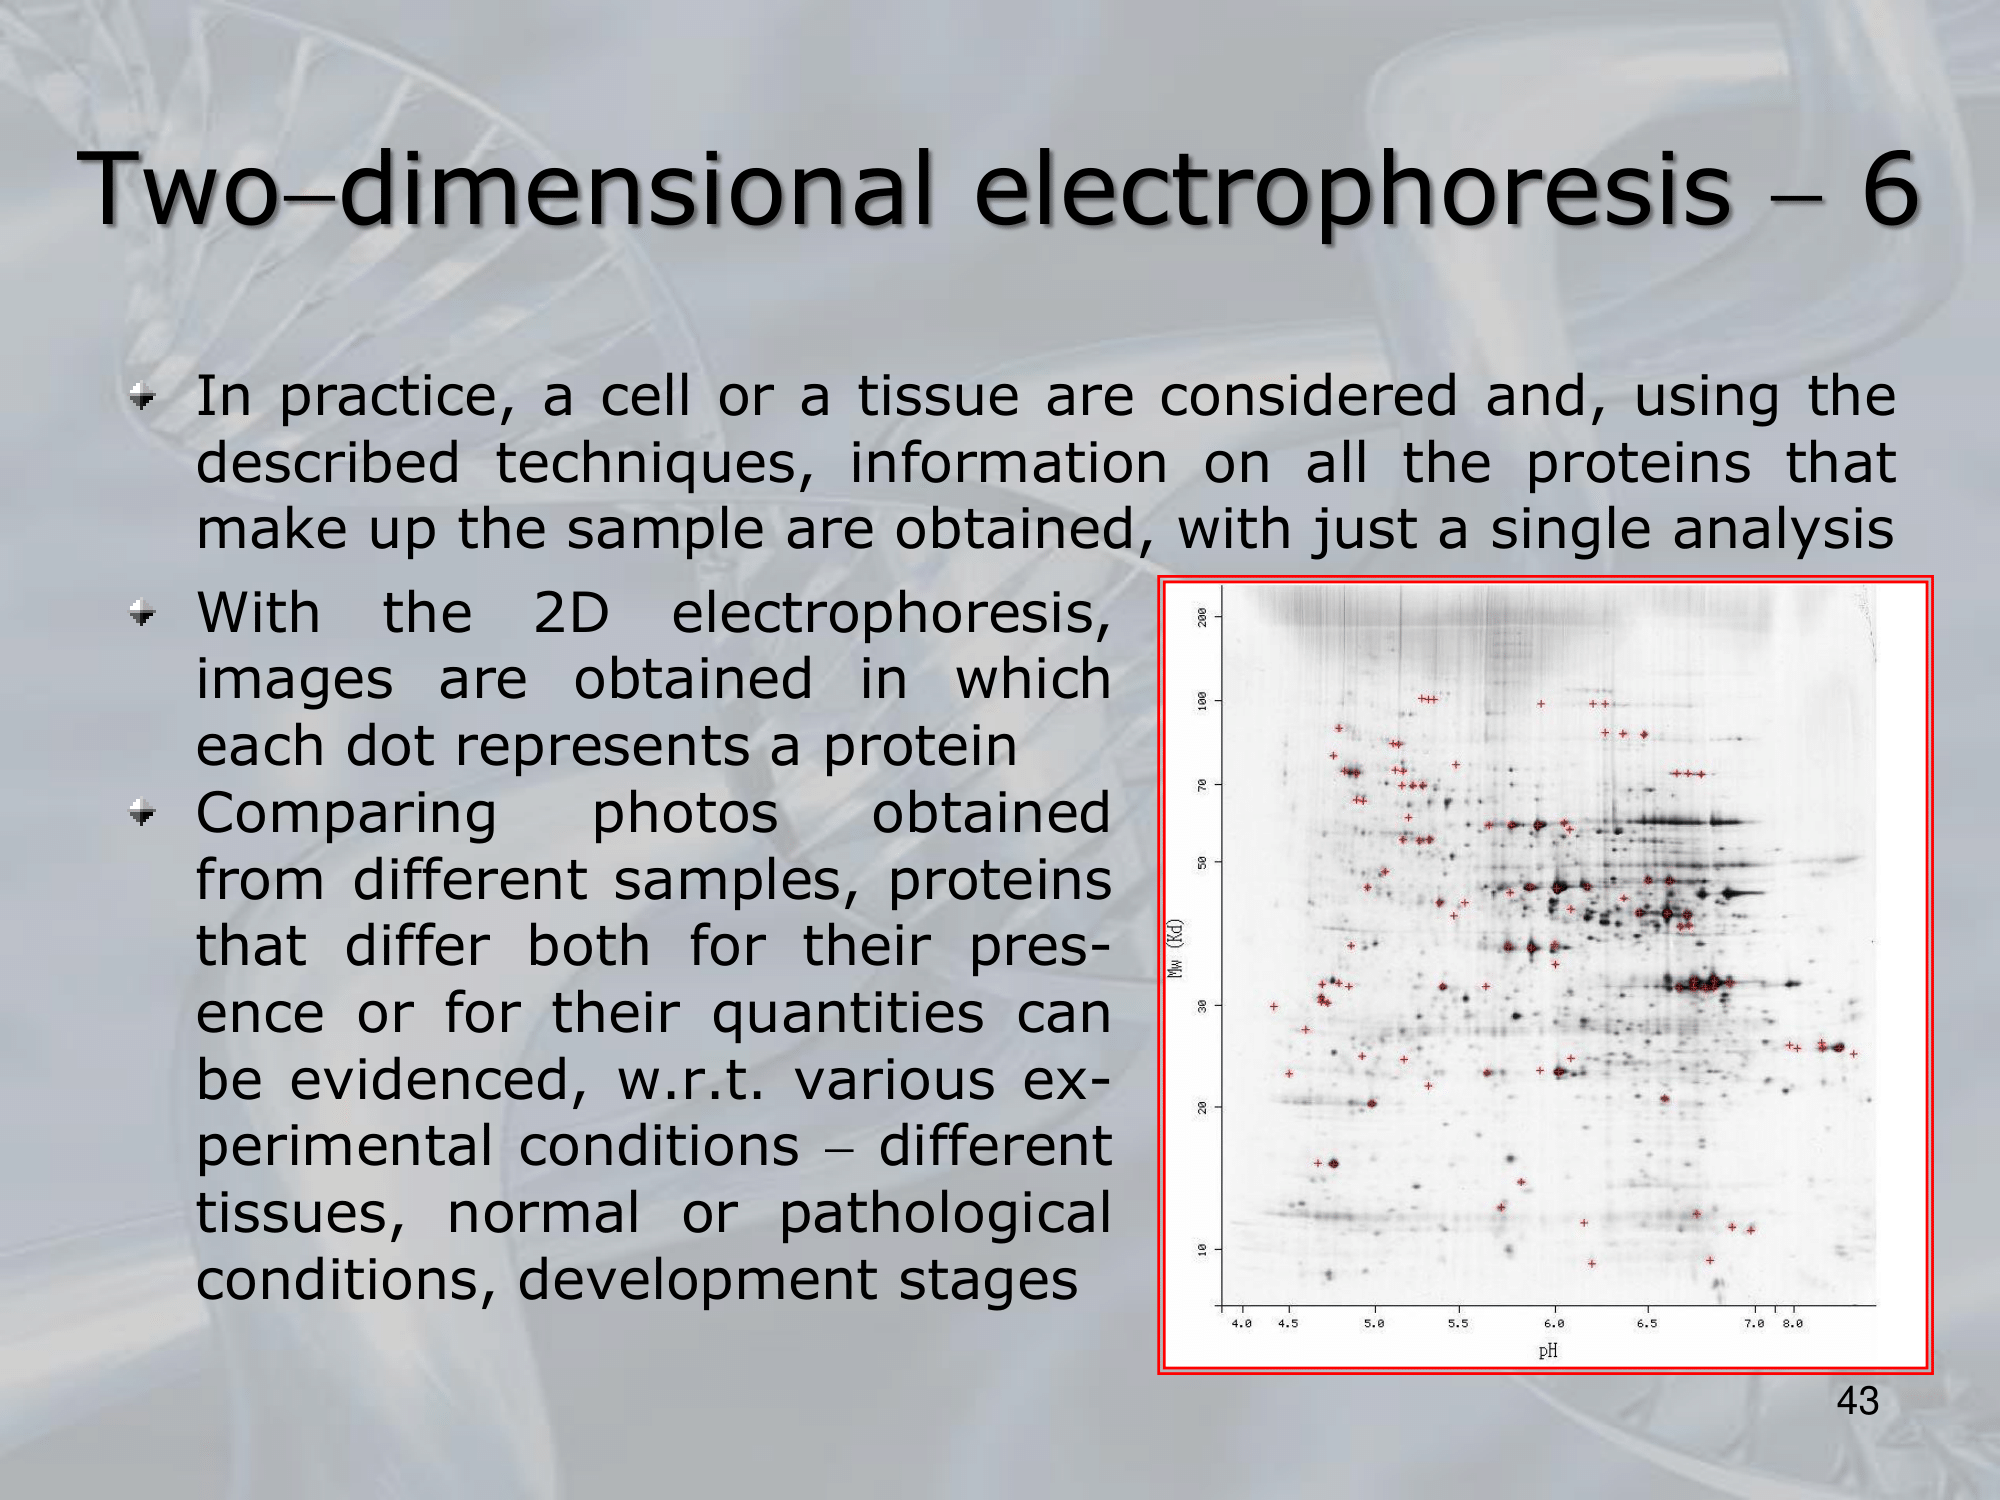 Two–dimensional electrophoresis – 6
In practice, a cell or a tissue are considered and, using the
described techniques, information on all the proteins that
make up the sample are obtained, with just a single analysis
With the 2D electrophoresis,
images are obtained in which
each dot represents a protein
Comparing photos obtained
from different samples, proteins
that differ both for their pres-
ence or for their quantities can
be evidenced, w.r.t. various ex-
perimental conditions – different
tissues, normal or pathological
conditions, development stages
200
100
70
50
Mw (Kd)
30
20
10
4.0 4.5 5.0 5.5 6.0 6.5 7.0 8.0
pH
43